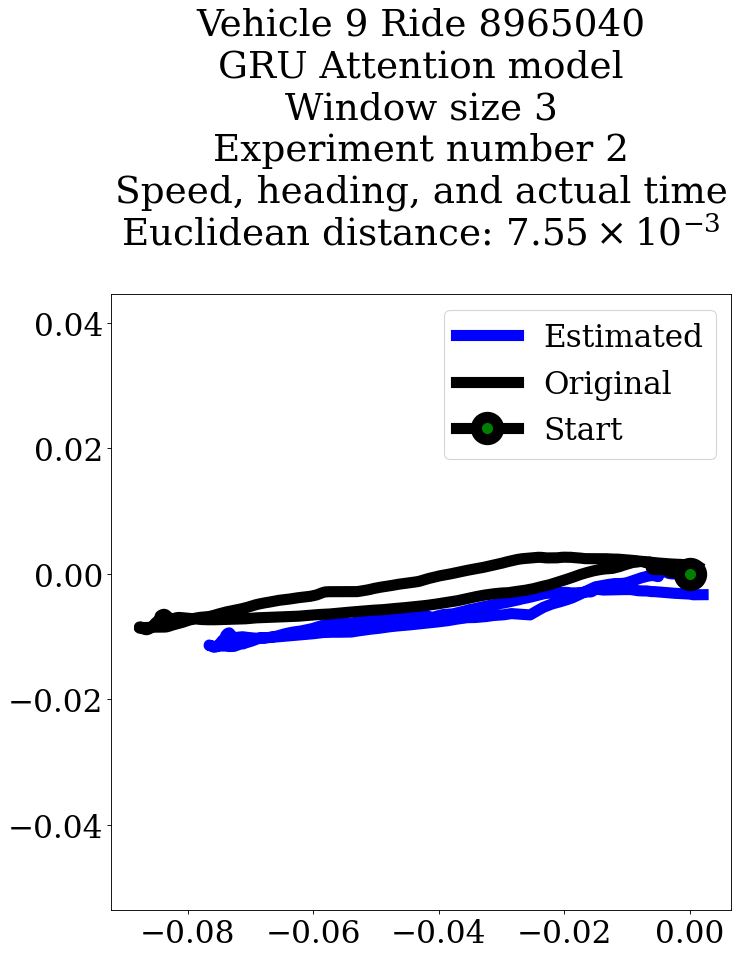 Vehicle 9 Ride 8965040
GRU Attention model
Window size 3
Experiment number 2
Speed, heading, and actual time
Euclidean distance: 7.55 × 10⁻³
Estimated
Original
Start
0.04
0.02
0.00
−0.02
−0.04
−0.08 −0.06 −0.04 −0.02 0.00